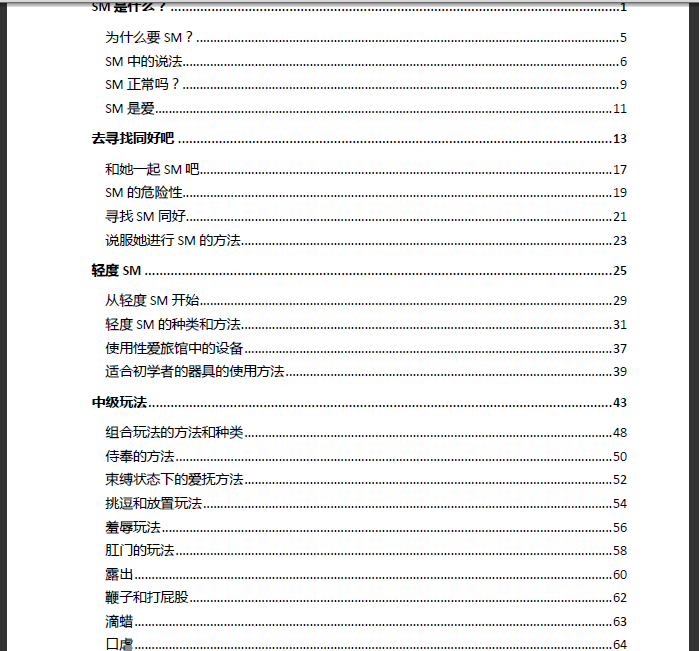 SM 是什么？ ........................................................................................................................1
为什么要 SM？ ................................................................................................................5
SM 中的说法....................................................................................................................6
SM 正常吗？ ....................................................................................................................9
SM 是爱..........................................................................................................................11
去寻找同好吧 ....................................................................................................................13
和她一起 SM 吧..............................................................................................................17
SM 的危险性..................................................................................................................19
寻找 SM 同好..................................................................................................................21
说服她进行 SM 的方法..................................................................................................23
轻度 SM ............................................................................................................................25
从轻度 SM 开始..............................................................................................................29
轻度 SM 的种类和方法..................................................................................................31
使用性爱旅馆中的设备..................................................................................................37
适合初学者的器具的使用方法......................................................................................39
中级玩法............................................................................................................................43
组合玩法的方法和种类..................................................................................................48
侍奉的方法......................................................................................................................50
束缚状态下的爱抚方法..................................................................................................52
挑逗和放置玩法..............................................................................................................54
羞辱玩法..........................................................................................................................56
肛门的玩法......................................................................................................................58
露出..................................................................................................................................60
鞭子和打屁股..................................................................................................................62
滴蜡..................................................................................................................................63
口虐..................................................................................................................................64